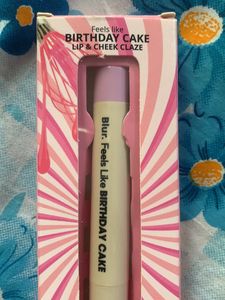 Feels like
BIRTHDAY CAKE
LIP & CHEEK GLAZE
Blur. Feels Like BIRTHDAY CAKE